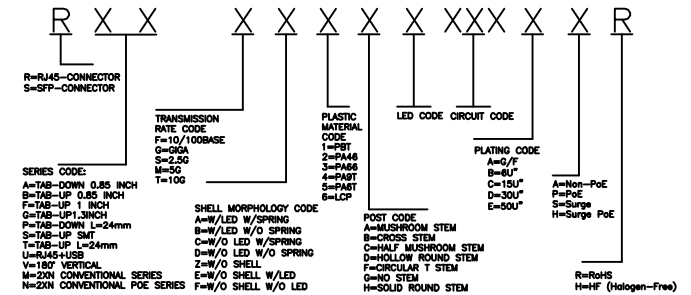 R X X X X X X X XXX X X R
R=RJ45-CONNECTOR
S=SFP-CONNECTOR
SERIES CODE:
A=TAB-DOWN 0.85 INCH
B=TAB-UP 0.85 INCH
F=TAB-UP 1 INCH
G=TAB-UP1.3INCH
P=TAB-DOWN L=24mm
S=TAB-UP SMT
T=TAB-UP L=24mm
U=RJ45+USB
V=180° VERTICAL
M=2XN CONVENTIONAL SERIES
N=2XN CONVENTIONAL POE SERIES
TRANSMISSION
RATE CODE
F=10/100BASE
G=GIGA
S=2.5G
M=5G
T=10G
SHELL MORPHOLOGY CODE
A=W/LED W/SPRING
B=W/LED W/O SPRING
C=W/O LED W/SPRING
D=W/O LED W/O SPRING
Z=W/O SHELL
E=W/O SHELL W/LED
F=W/O SHELL W/O LED
PLASTIC
MATERIAL
CODE
1=PBT
2=PA46
3=PA66
4=PA9T
5=PA6T
6=LCP
POST CODE
A=MUSHROOM STEM
B=CROSS STEM
C=HALF MUSHROOM STEM
D=HOLLOW ROUND STEM
F=CIRCULAR T STEM
G=NO STEM
H=SOLID ROUND STEM
LED CODE
CIRCUIT CODE
PLATING CODE
A=G/F
B=6U"
C=15U"
D=30U"
E=50U"
A=Non-PoE
P=PoE
S=Surge
H=Surge PoE
R=RoHS
H=HF (Halogen-Free)